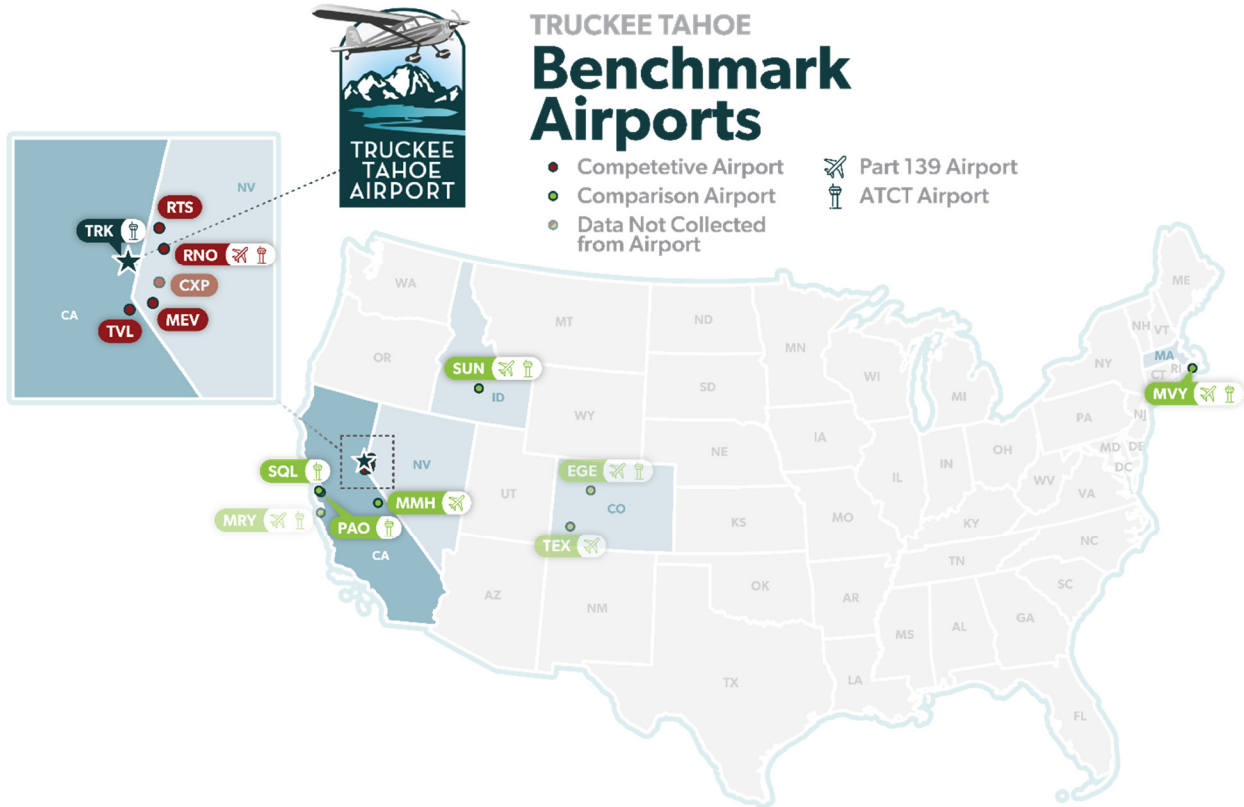 TRUCKEE
TAHOE
AIRPORT
TRUCKEE TAHOE
Benchmark
Airports
Competetive Airport
Comparison Airport
Data Not Collected
from Airport
Part 139 Airport
ATCT Airport
NV
RTS
TRK
RNO
CXP
CA
TVL
MEV
WA
OR
MT
ND
MN
ME
SUN
ID
SD
WI
MI
NY
NH
VT
MA
CT
RI
MVY
WY
NE
IA
PA
NJ
SQL
NV
UT
EGE
CO
IL
IN
OH
MD
DE
DC
MRY
PAO
MMH
TEX
KS
MO
WV
VA
KY
CA
AZ
NM
OK
AR
TN
NC
SC
MS
AL
GA
TX
LA
FL